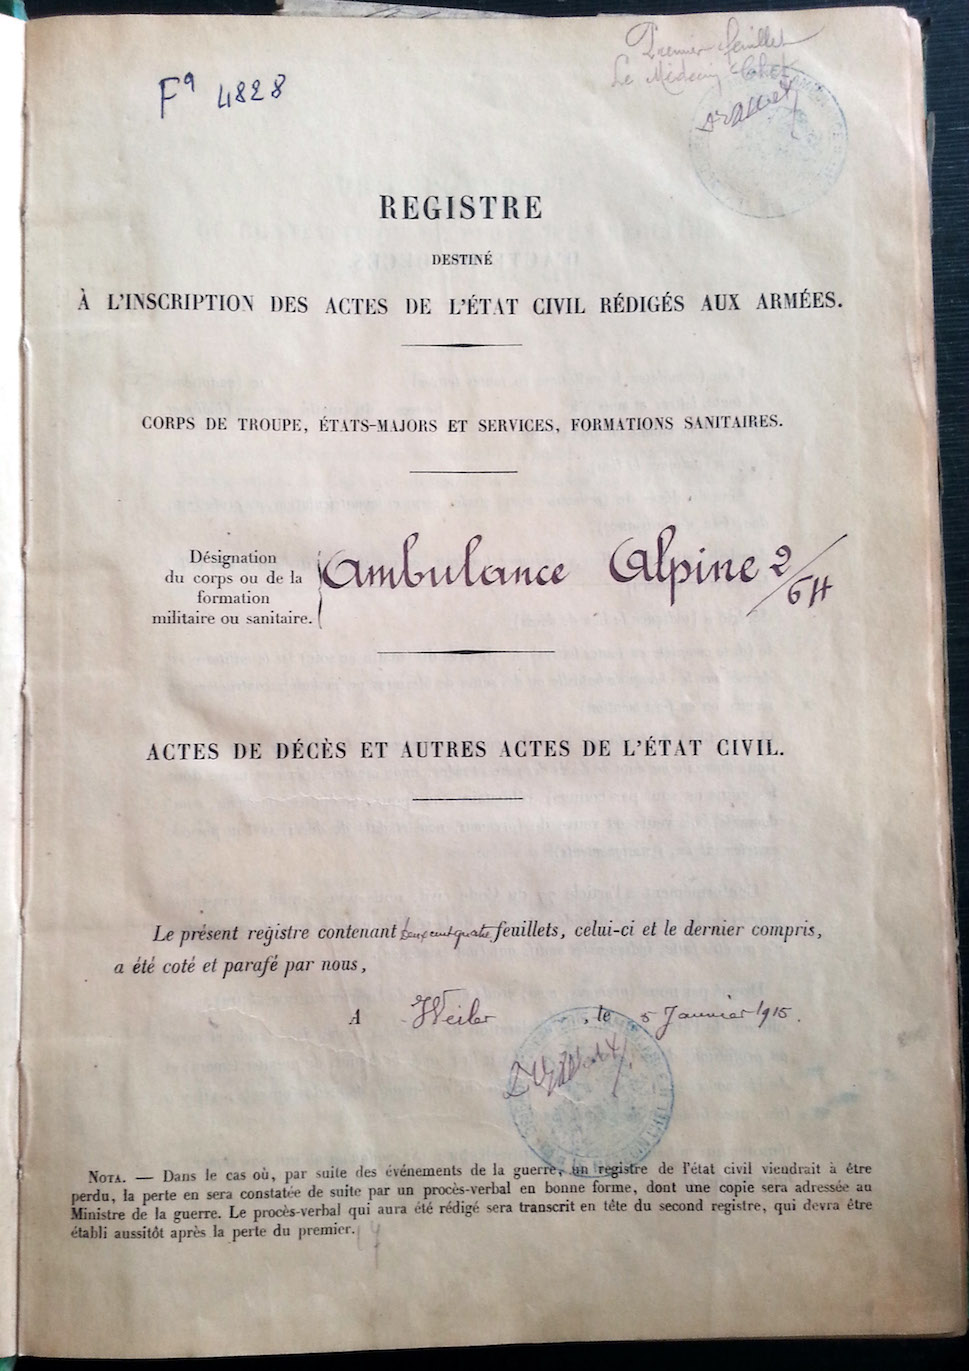 Fª 4828
Premier feuillet
Le Médecin Chef
REGISTRE
DESTINÉ
À L'INSCRIPTION DES ACTES DE L'ÉTAT CIVIL RÉDIGÉS AUX ARMÉES.
CORPS DE TROUPE, ÉTATS-MAJORS ET SERVICES, FORMATIONS SANITAIRES.
Désignation
du corps ou de la
formation
militaire ou sanitaire.
Ambulance Alpine 2/64
ACTES DE DÉCÈS ET AUTRES ACTES DE L'ÉTAT CIVIL.
Le présent registre contenant deux cent quatre feuillets, celui-ci et le dernier compris,
a été coté et parafé par nous,
A Weiler, le 5 Janvier 1915.
NOTA. — Dans le cas où, par suite des événements de la guerre, un registre de l'état civil viendrait à être
perdu, la perte en sera constatée de suite par un procès-verbal en bonne forme, dont une copie sera adressée au
Ministre de la guerre. Le procès-verbal qui aura été rédigé sera transcrit en tête du second registre, qui devra être
établi aussitôt après la perte du premier.